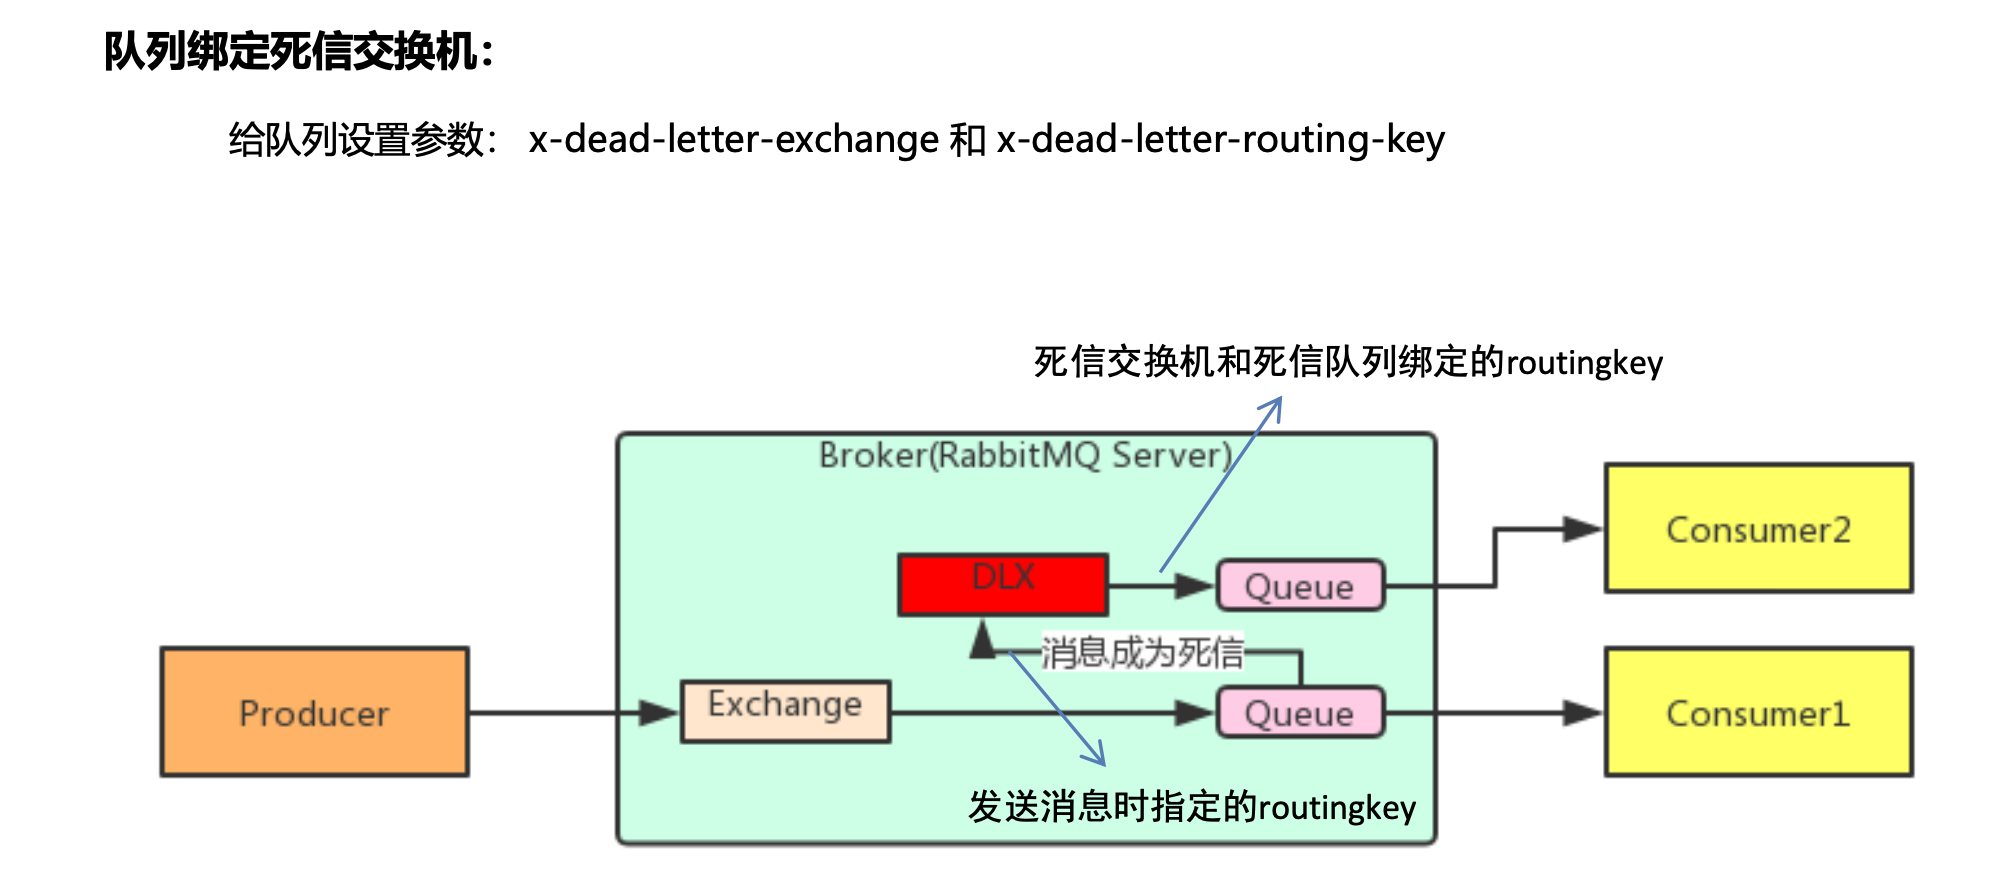 队列绑定死信交换机：
给队列设置参数： x-dead-letter-exchange 和 x-dead-letter-routing-key
死信交换机和死信队列绑定的routingkey
Broker(RabbitMQ Server)
DLX
Queue
Consumer2
消息成为死信
Producer
Exchange
Queue
Consumer1
发送消息时指定的routingkey